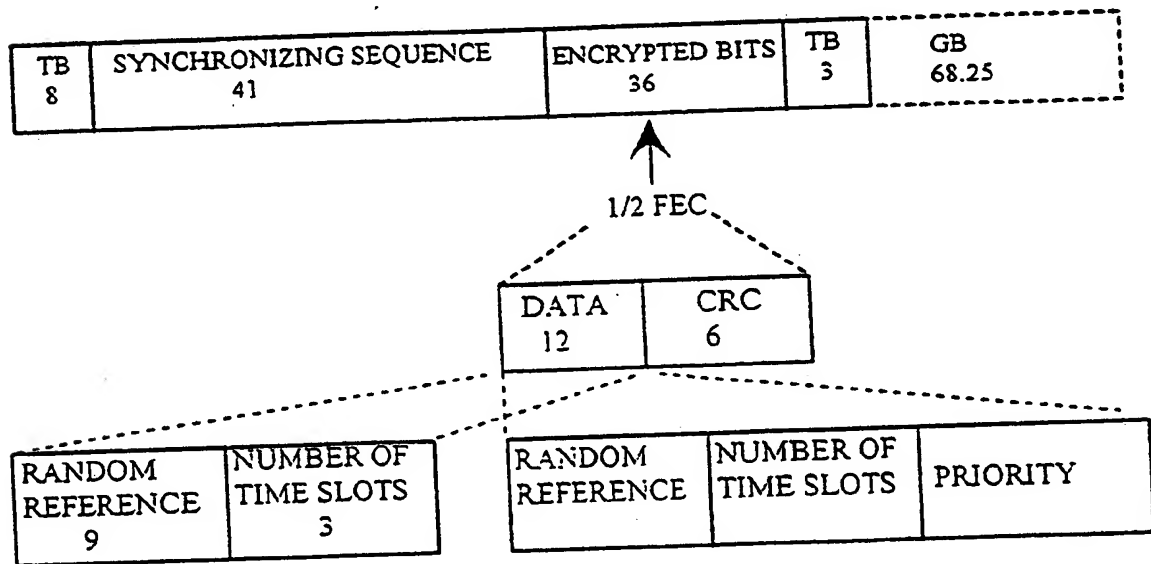 TB
8
SYNCHRONIZING SEQUENCE
41
ENCRYPTED BITS
36
TB
3
GB
68.25
1/2 FEC
DATA
12
CRC
6
RANDOM
REFERENCE
9
NUMBER OF
TIME SLOTS
3
RANDOM
REFERENCE
NUMBER OF
TIME SLOTS
PRIORITY